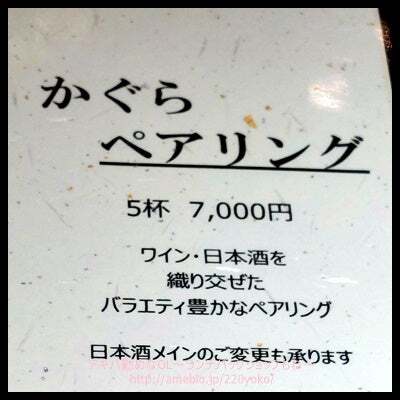 かぐら
ペアリング
5杯 7,000円
ワイン・日本酒を
織り交ぜた
バラエティ豊かなペアリング
日本酒メインのご変更も承ります
http://ameblo.jp/220yoko7